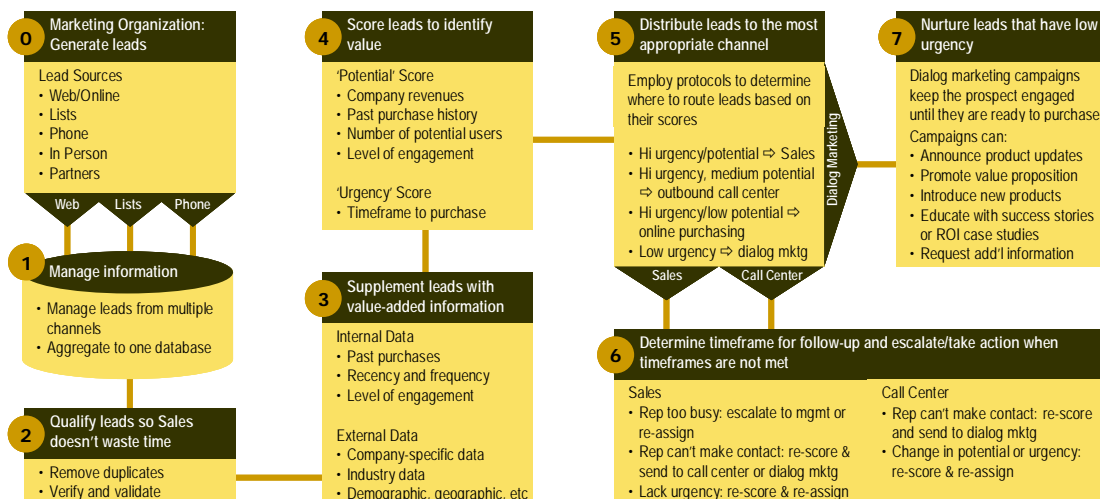 0
Marketing Organization:
Generate leads
Lead Sources
• Web/Online
• Lists
• Phone
• In Person
• Partners
Web
Lists
Phone
1
Manage information
• Manage leads from multiple
channels
• Aggregate to one database
2
Qualify leads so Sales
doesn't waste time
• Remove duplicates
• Verify and validate
3
Supplement leads with
value-added information
Internal Data
• Past purchases
• Recency and frequency
• Level of engagement
External Data
• Company-specific data
• Industry data
• Demographic, geographic, etc
4
Score leads to identify
value
'Potential' Score
• Company revenues
• Past purchase history
• Number of potential users
• Level of engagement
'Urgency' Score
• Timeframe to purchase
5
Distribute leads to the most
appropriate channel
Employ protocols to determine
where to route leads based on
their scores
• Hi urgency/potential ⇨ Sales
• Hi urgency, medium potential
⇨ outbound call center
• Hi urgency/low potential ⇨
online purchasing
• Low urgency ⇨ dialog mktg
Dialog Marketing
Sales
Call Center
6
Determine timeframe for follow-up and escalate/take action when
timeframes are not met
Sales
• Rep too busy: escalate to mgmt or
re-assign
• Rep can't make contact: re-score &
send to call center or dialog mktg
• Lack urgency: re-score & re-assign
Call Center
• Rep can't make contact: re-score
and send to dialog mktg
• Change in potential or urgency:
re-score & re-assign
7
Nurture leads that have low
urgency
Dialog marketing campaigns
keep the prospect engaged
until they are ready to purchase
Campaigns can:
• Announce product updates
• Promote value proposition
• Introduce new products
• Educate with success stories
or ROI case studies
• Request add'l information